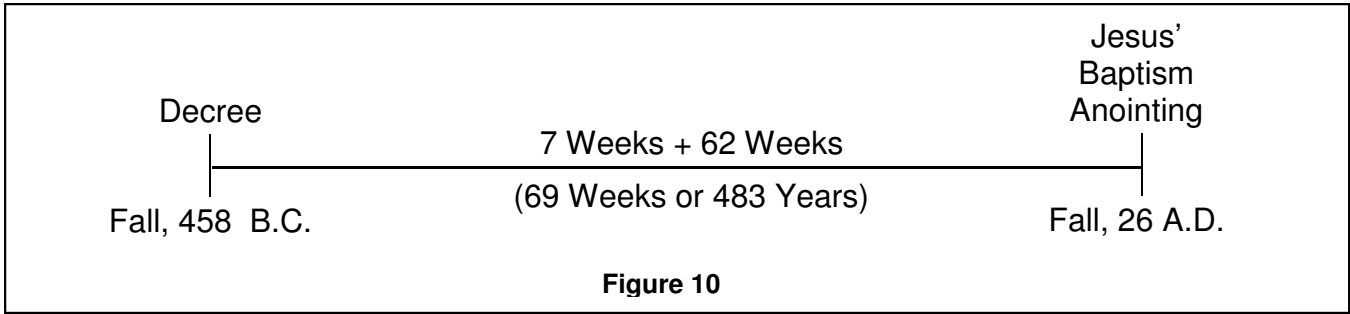 Jesus’
Baptism
Decree
Anointing
7 Weeks + 62 Weeks
(69 Weeks or 483 Years)
Fall, 458 B.C.
Fall, 26 A.D.
Figure 10